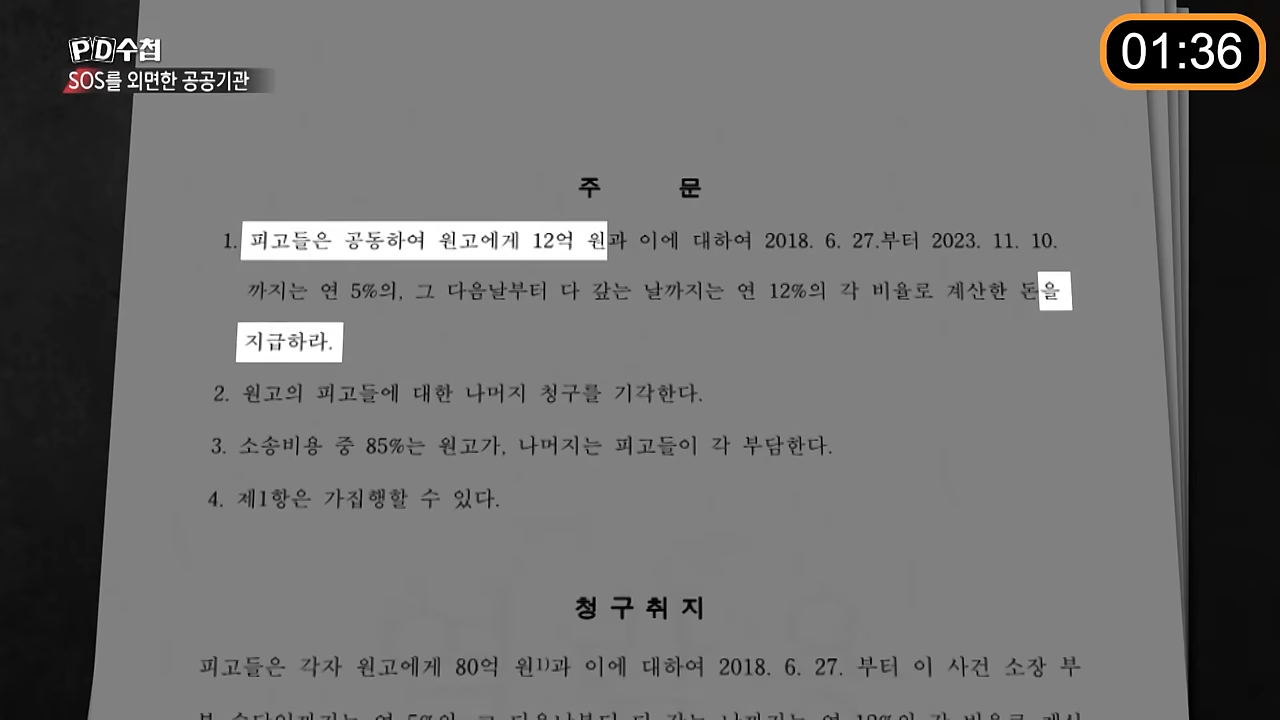 PD수첩
SOS를 외면한 공공기관
01:36
주 문
1. 피고들은 공동하여 원고에게 12억 원과 이에 대하여 2018. 6. 27.부터 2023. 11. 10.
까지는 연 5%의, 그 다음날부터 다 갚는 날까지는 연 12%의 각 비율로 계산한 돈을
지급하라.
2. 원고의 피고들에 대한 나머지 청구를 기각한다.
3. 소송비용 중 85%는 원고가, 나머지는 피고들이 각 부담한다.
4. 제1항은 가집행할 수 있다.
청 구 취 지
피고들은 각자 원고에게 80억 원1)과 이에 대하여 2018. 6. 27. 부터 이 사건 소장 부